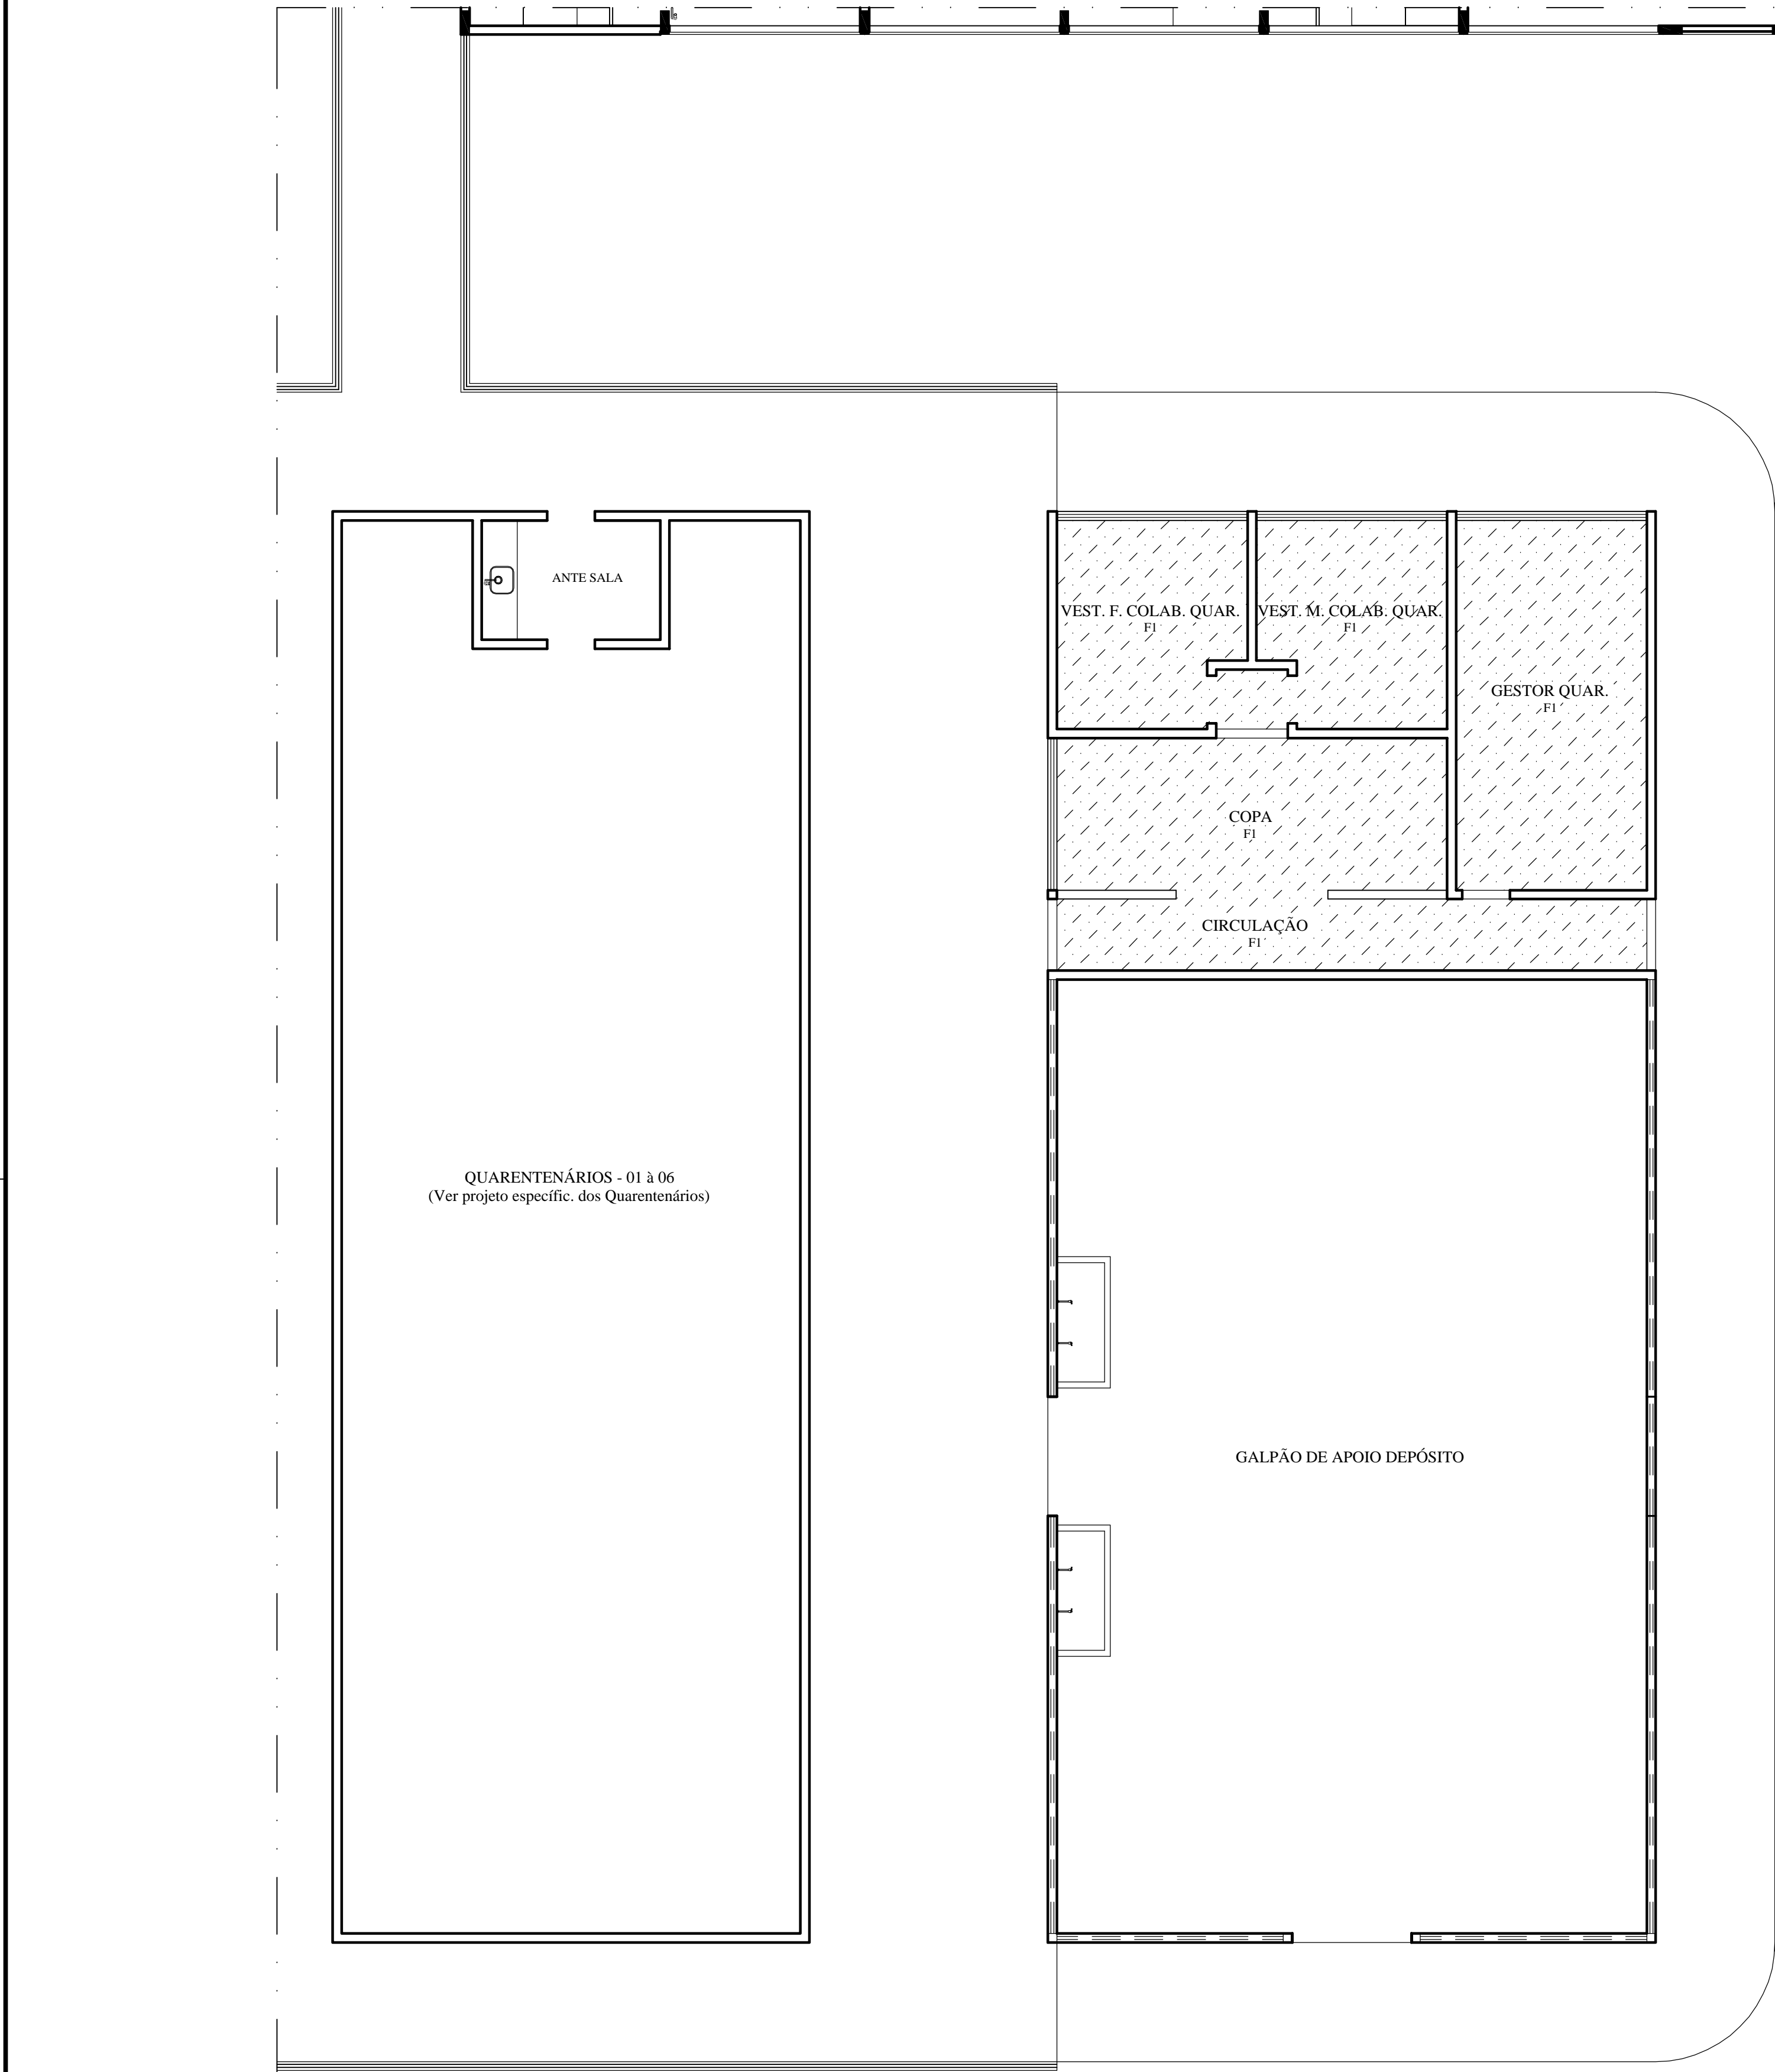 ANTE SALA
VEST. F. COLAB. QUAR.
F1
VEST. M. COLAB. QUAR.
F1
GESTOR QUAR.
F1
COPA
F1
CIRCULAÇÃO
F1
QUARENTENÁRIOS - 01 à 06
(Ver projeto específic. dos Quarentenários)
GALPÃO DE APOIO DEPÓSITO